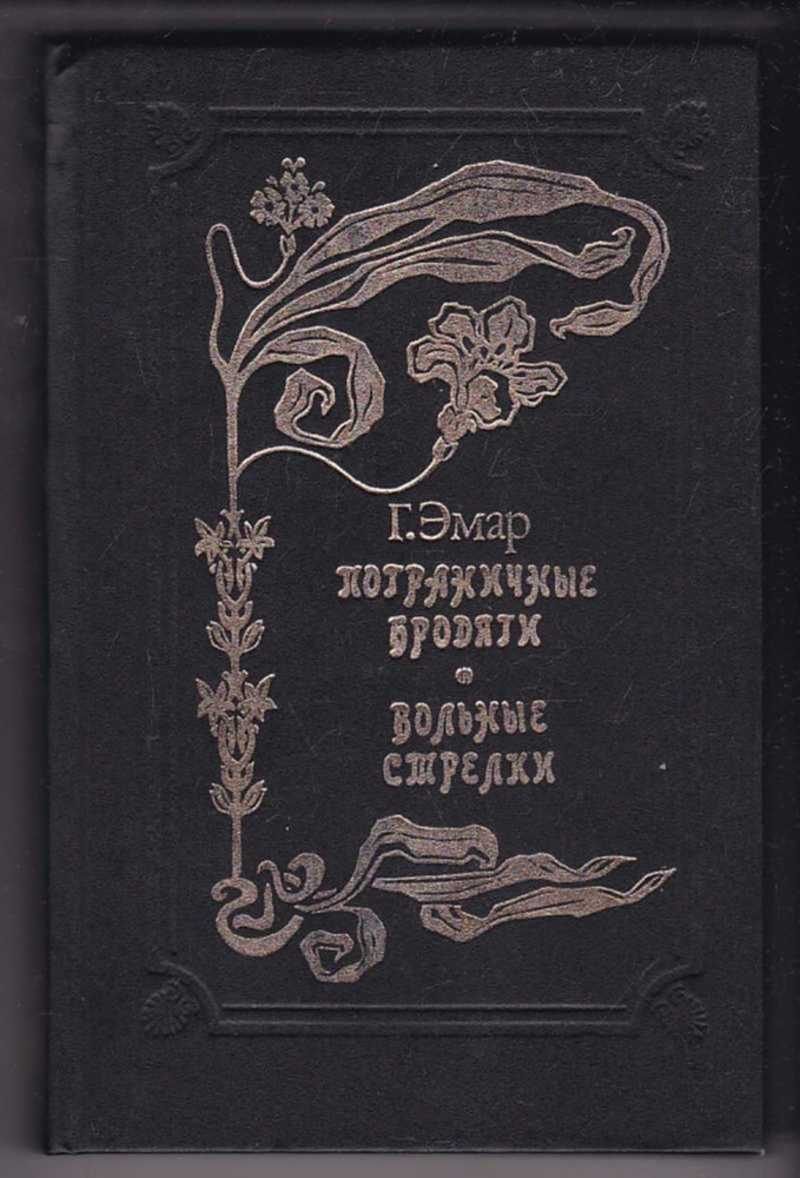 Г.Эмар
ПОГРАНИЧНЫЕ
БРОДЯГИ
ВОЛЬНЫЕ
СТРЕЛКИ